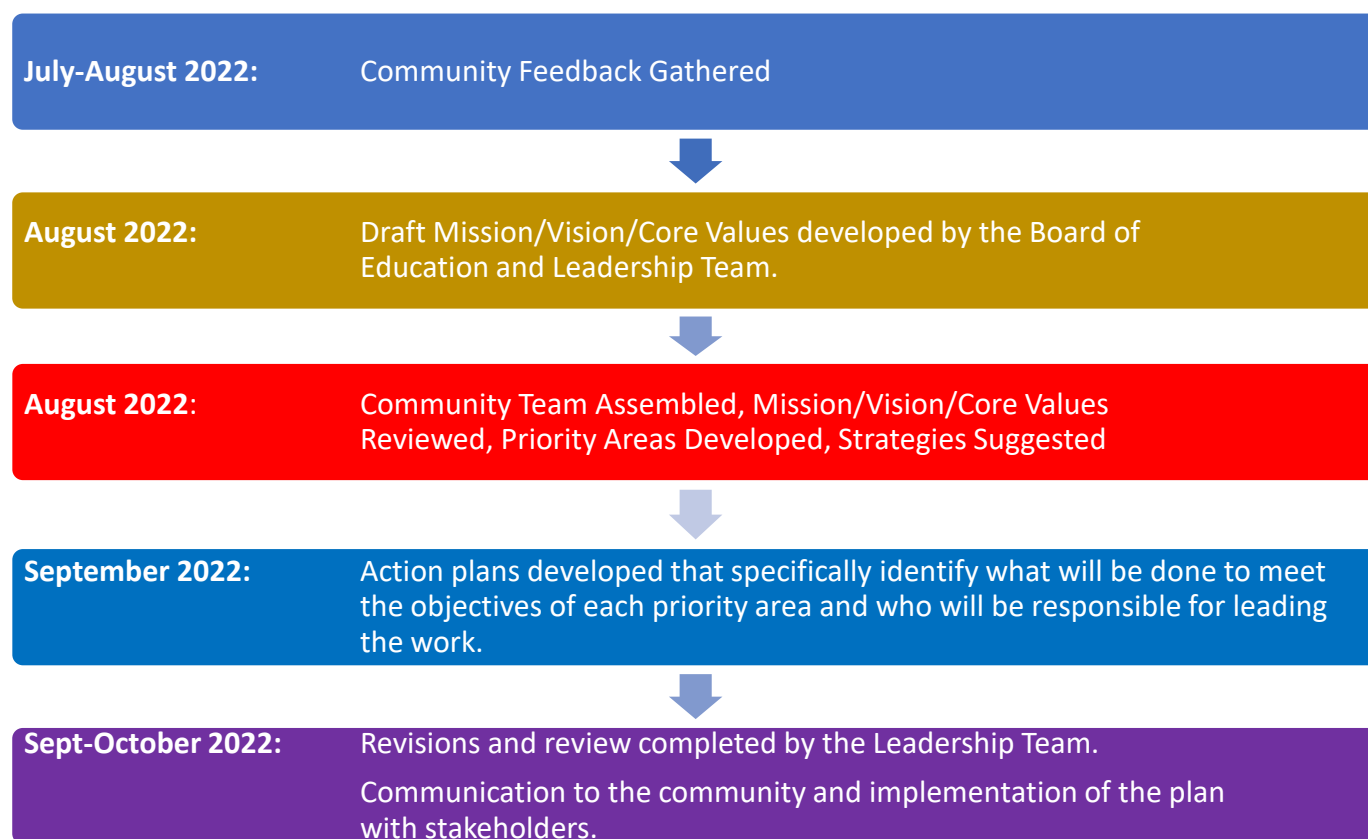 July-August 2022: Community Feedback Gathered
August 2022: Draft Mission/Vision/Core Values developed by the Board of
Education and Leadership Team.
August 2022: Community Team Assembled, Mission/Vision/Core Values
Reviewed, Priority Areas Developed, Strategies Suggested
September 2022: Action plans developed that specifically identify what will be done to meet
the objectives of each priority area and who will be responsible for leading
the work.
Sept-October 2022: Revisions and review completed by the Leadership Team.
Communication to the community and implementation of the plan
with stakeholders.